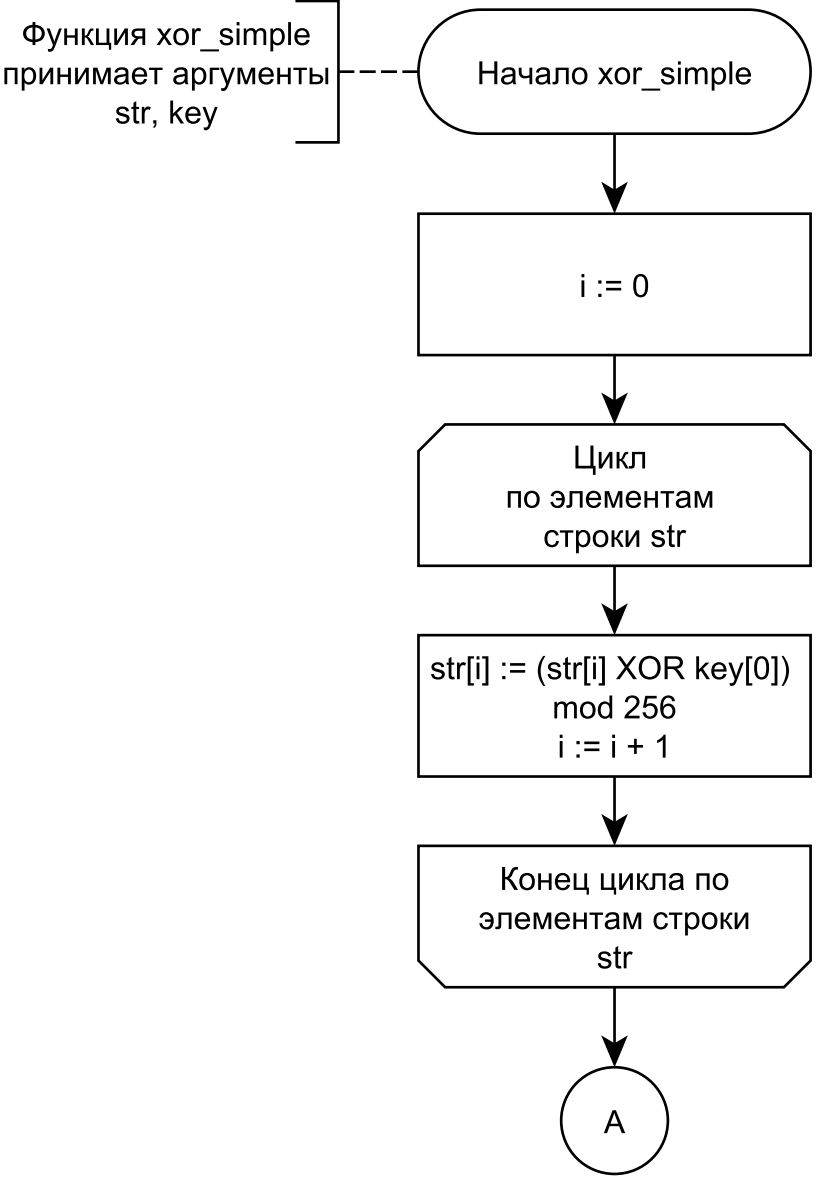 Функция xor_simple
принимает аргументы
str, key
Начало xor_simple
i := 0
Цикл
по элементам
строки str
str[i] := (str[i] XOR key[0])
mod 256
i := i + 1
Конец цикла по
элементам строки
str
A